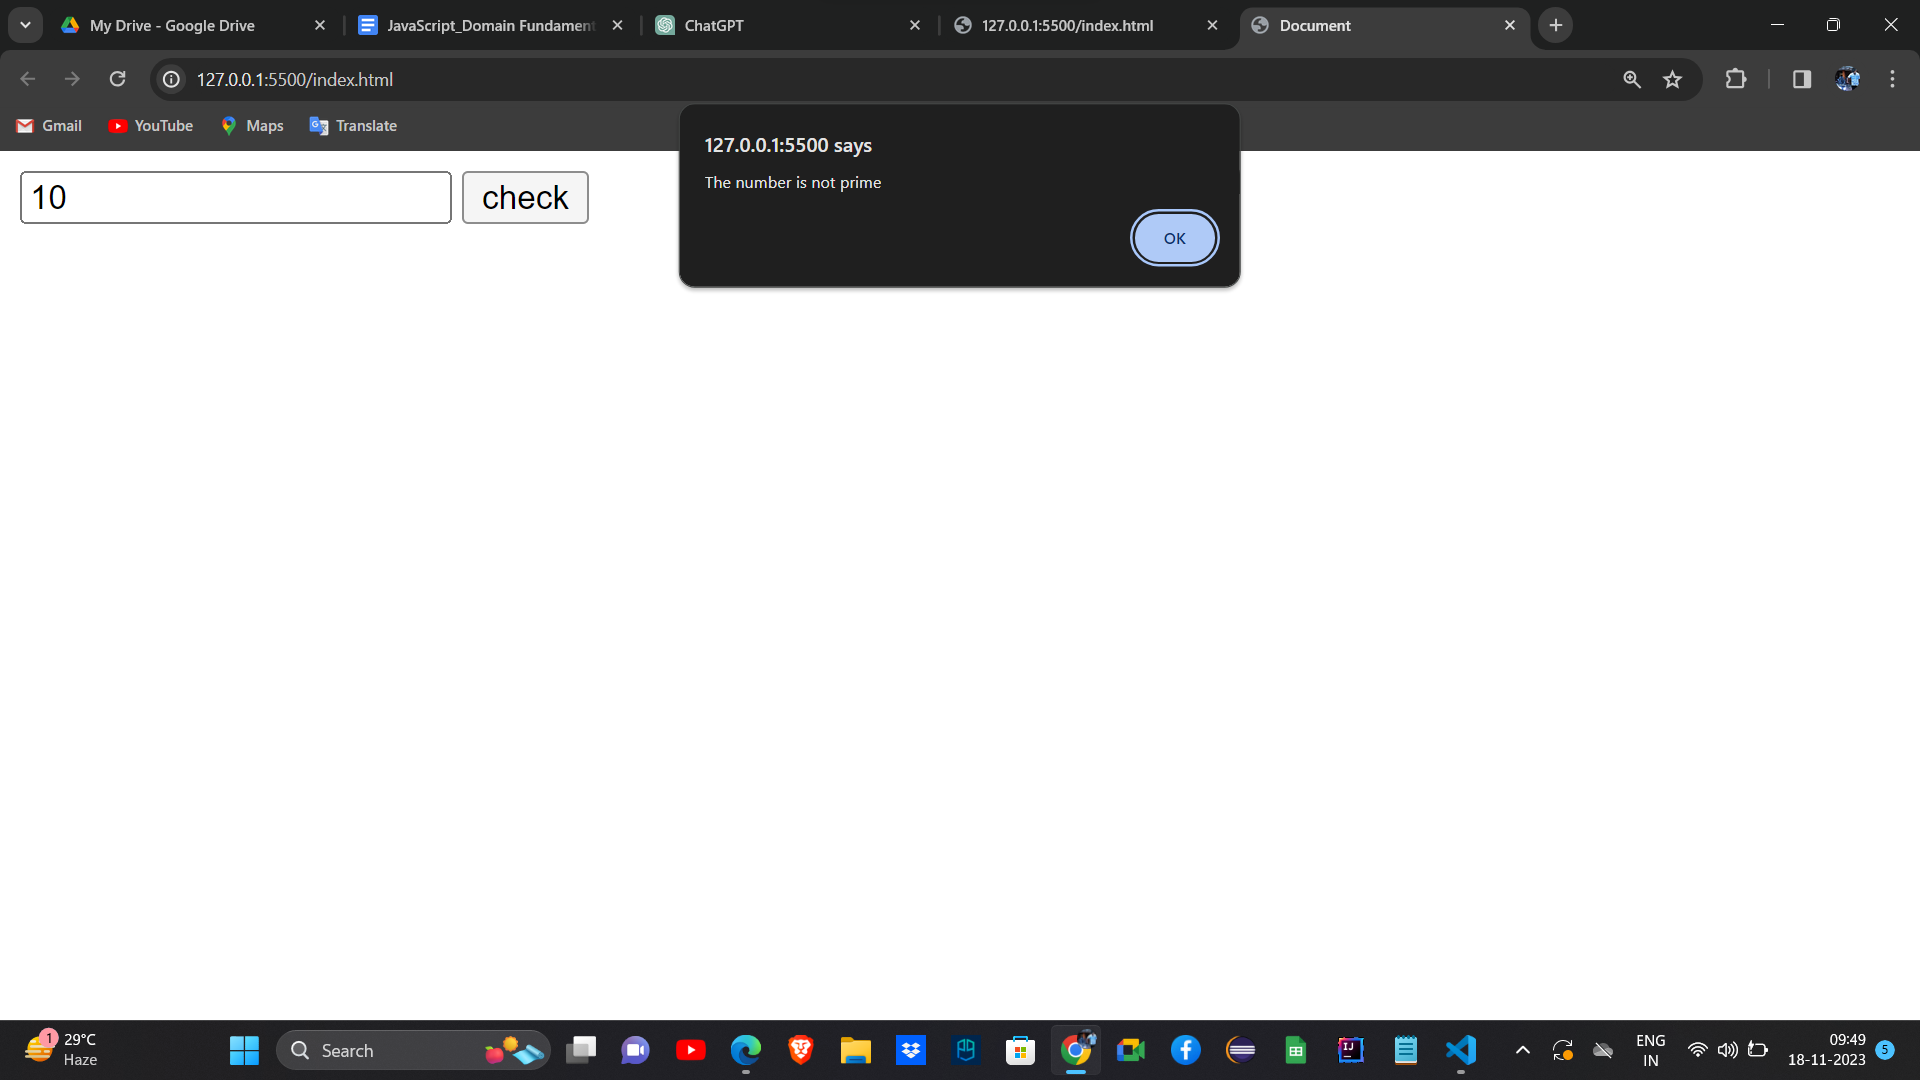 My Drive - Google Drive
JavaScript_Domain Fundament
ChatGPT
127.0.0.1:5500/index.html
Document
127.0.0.1:5500/index.html
Gmail
YouTube
Maps
Translate
127.0.0.1:5500 says
The number is not prime
OK
10
check
1
29°C
Haze
Search
ENG
IN
09:49
18-11-2023
5